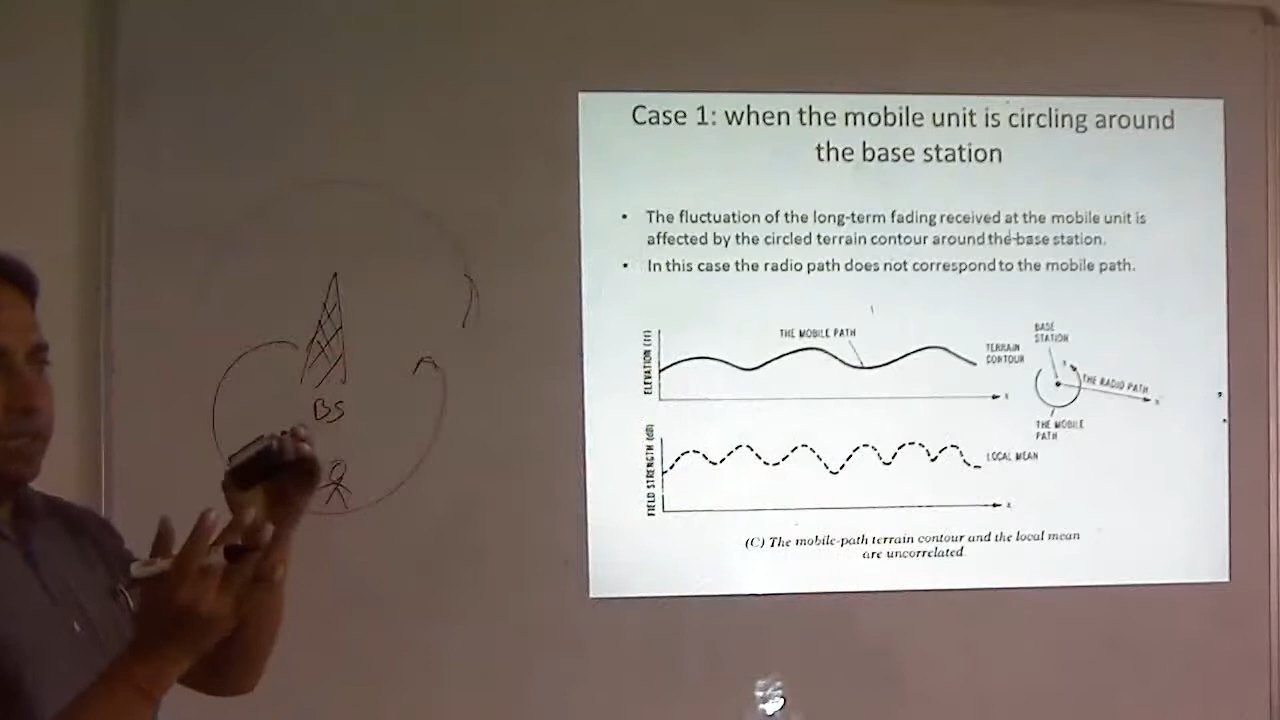 Case 1: when the mobile unit is circling around
the base station
• The fluctuation of the long-term fading received at the mobile unit is
affected by the circled terrain contour around the base station.
• In this case the radio path does not correspond to the mobile path.
ELEVATION (FT)
THE MOBILE PATH
TERRAIN
CONTOUR
X
BASE
STATION
X
THE RADIO PATH
X
THE MOBILE
PATH
FIELD STRENGTH (dB)
LOCAL MEAN
X
(C) The mobile-path terrain contour and the local mean
are uncorrelated.
BS